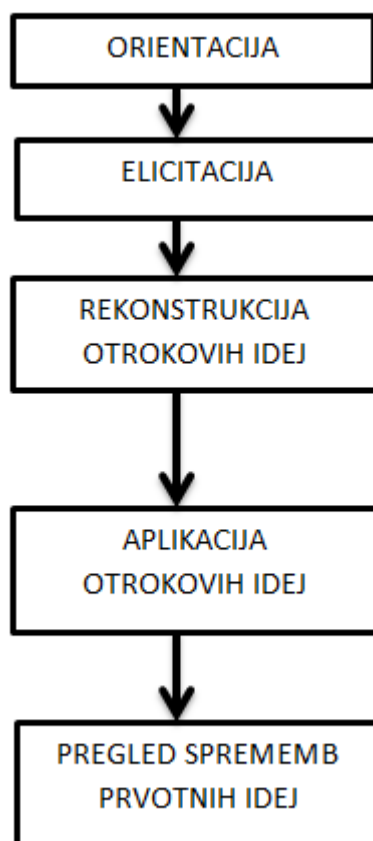 ORIENTACIJA
ELICITACIJA
REKONSTRUKCIJA
OTROKOVIH IDEJ
APLIKACIJA
OTROKOVIH IDEJ
PREGLED SPREMEMB
PRVOTNIH IDEJ